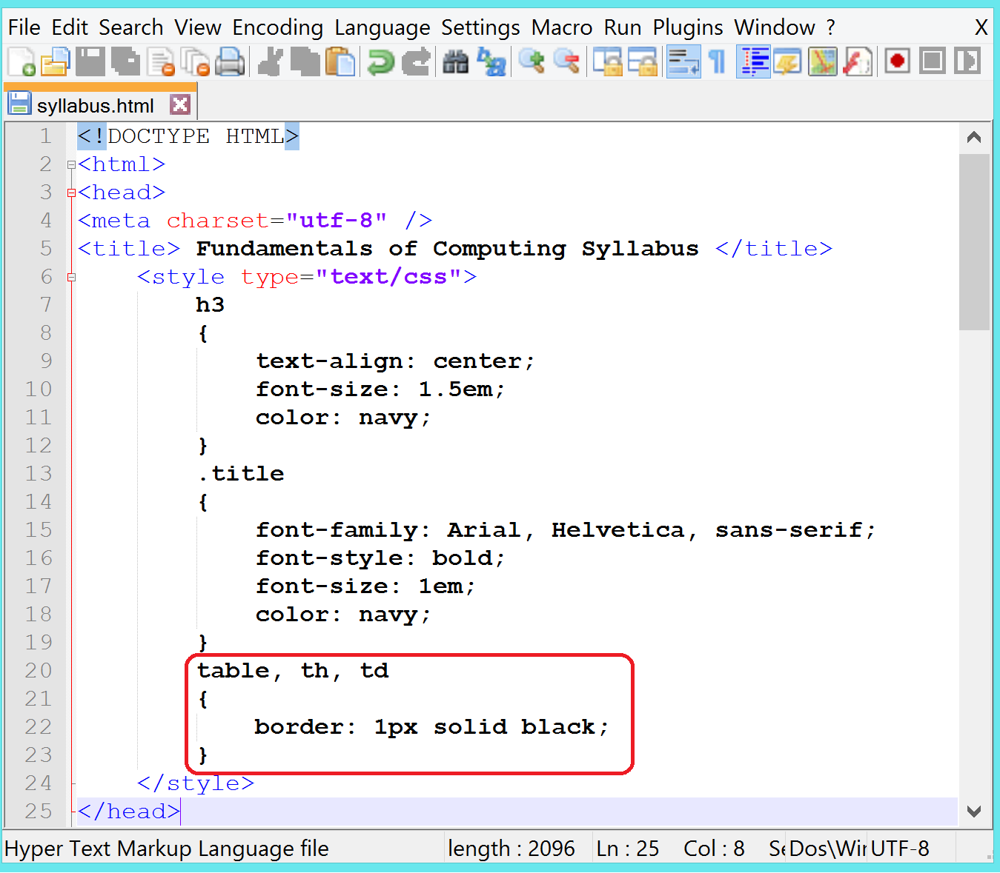 File Edit Search View Encoding Language Settings Macro Run Plugins Window ? X
syllabus.html
1 <!DOCTYPE HTML>
2 <html>
3 <head>
4 <meta charset="utf-8" />
5 <title> Fundamentals of Computing Syllabus </title>
6 <style type="text/css">
7 h3
8 {
9 text-align: center;
10 font-size: 1.5em;
11 color: navy;
12 }
13 .title
14 {
15 font-family: Arial, Helvetica, sans-serif;
16 font-style: bold;
17 font-size: 1em;
18 color: navy;
19 }
20 table, th, td
21 {
22 border: 1px solid black;
23 }
24 </style>
25 </head>
Hyper Text Markup Language file length : 2096 Ln : 25 Col : 8 Se Dos\Win UTF-8